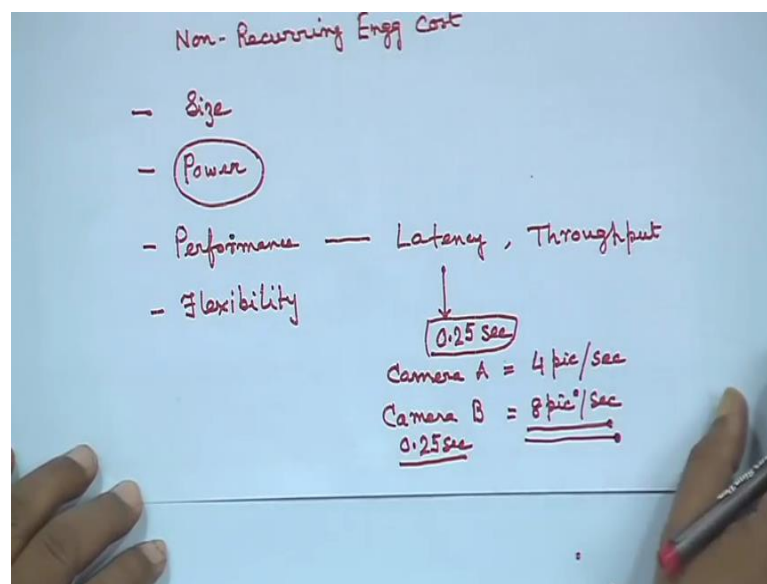 Non-Recurring Engg Cost
- Size
- Power
- Performance — Latency, Throughput
- Flexibility
0.25 sec
Camera A = 4 pic/sec
Camera B = 8 pic/sec
0.25 sec